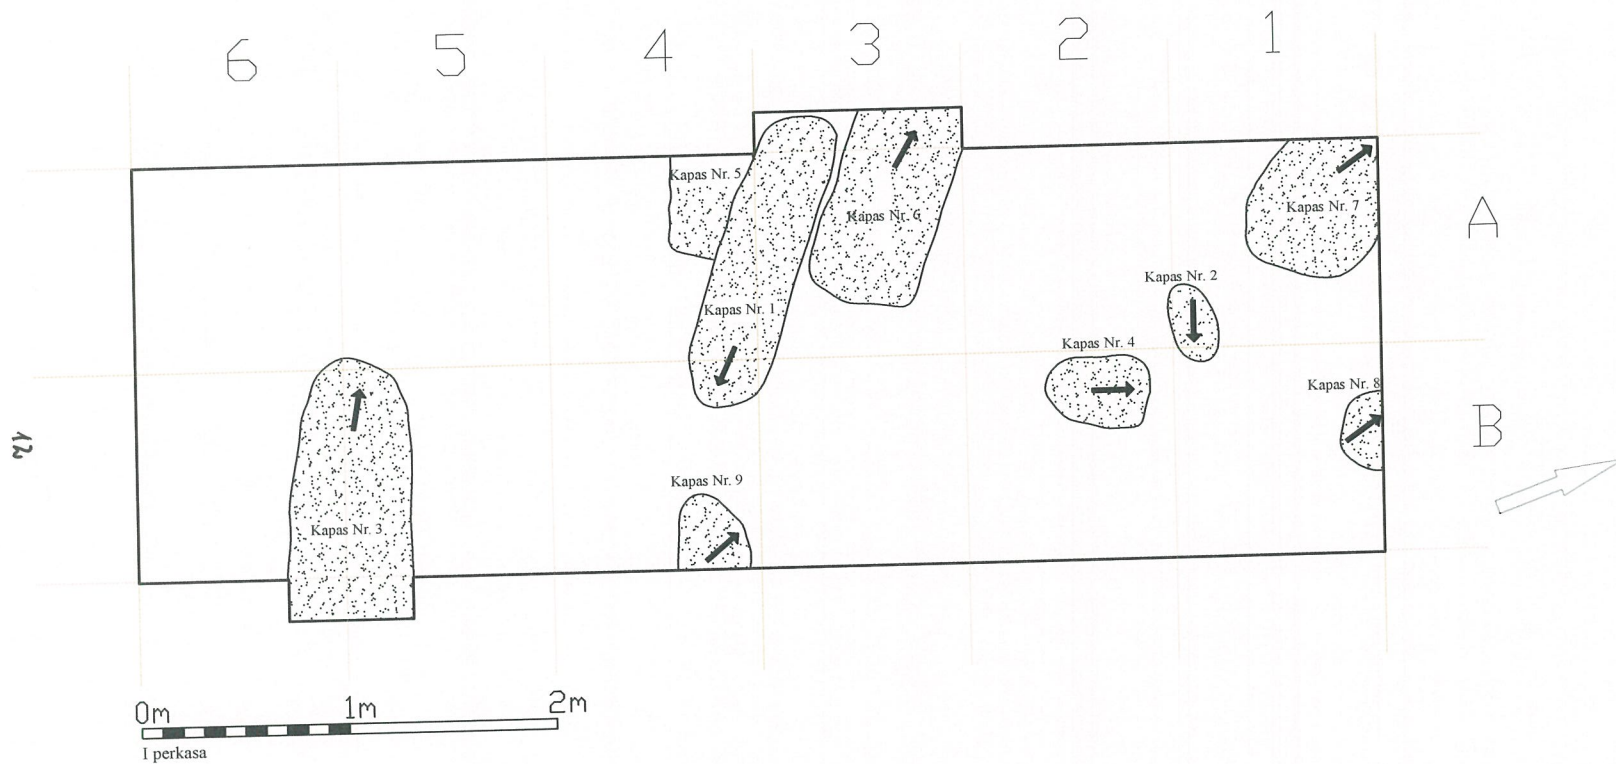 6 5 4 3 2 1
Kapas Nr. 5
Kapas Nr. 6
Kapas Nr. 7
A
Kapas Nr. 2
Kapas Nr. 1
Kapas Nr. 4
Kapas Nr. 8
B
12
Kapas Nr. 9
Kapas Nr. 3
0m 1m 2m
I perkasa